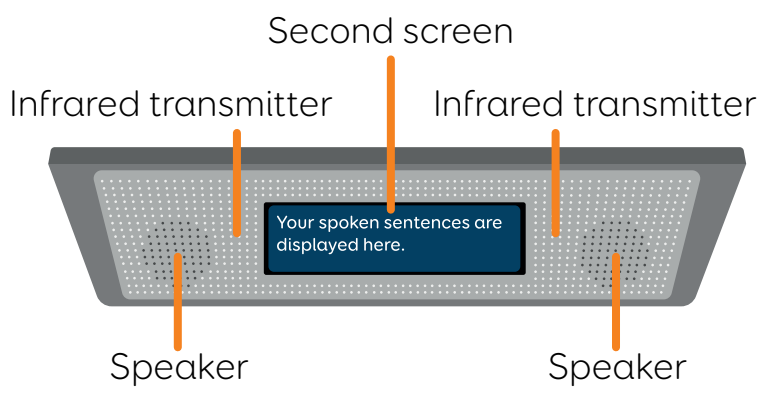 Second screen
Infrared transmitter
Infrared transmitter
Your spoken sentences are
displayed here.
Speaker
Speaker